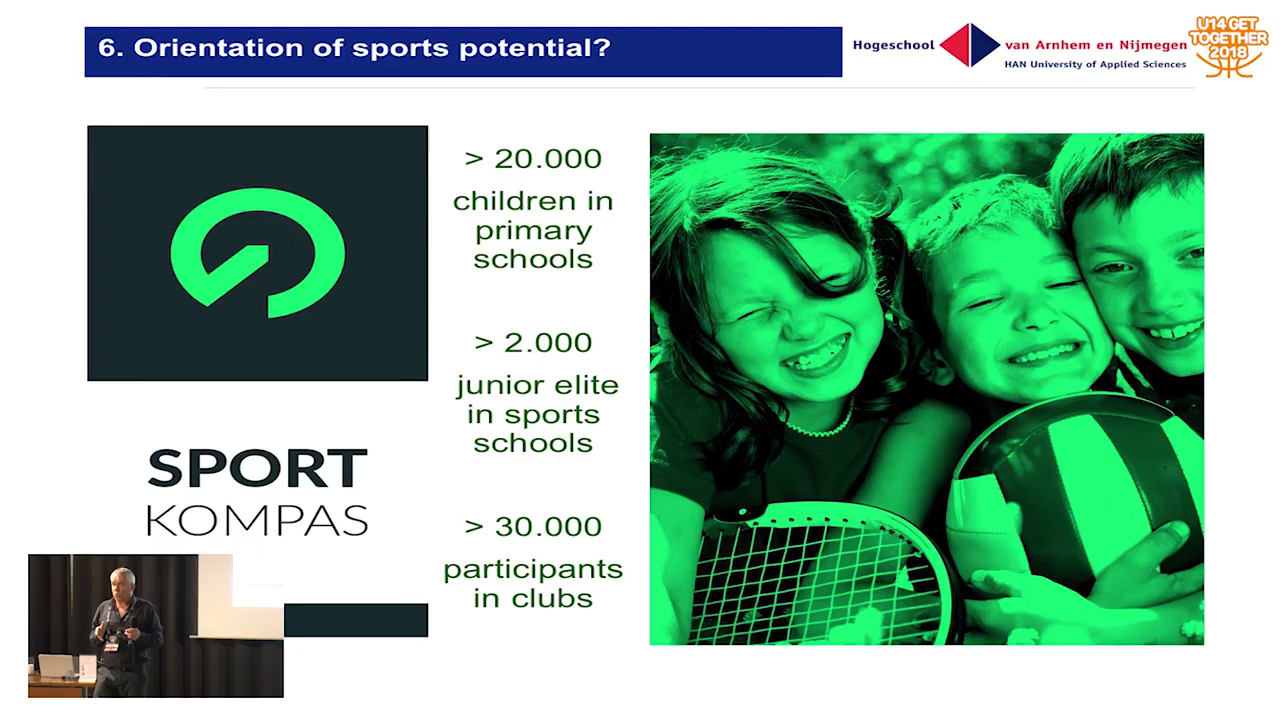 6. Orientation of sports potential?
Hogeschool van Arnhem en Nijmegen
HAN University of Applied Sciences
U14 GET
TOGETHER
2018
> 20.000
children in
primary
schools
> 2.000
junior elite
in sports
schools
> 30.000
participants
in clubs
SPORT
KOMPAS